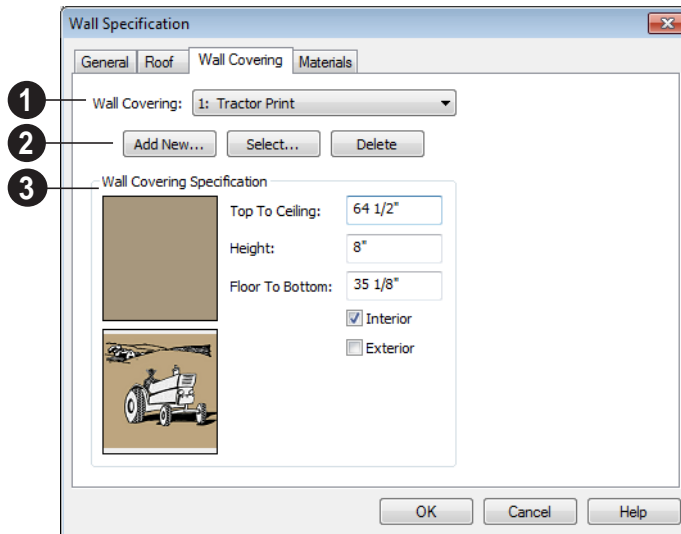 Wall Specification
General Roof Wall Covering Materials
1 Wall Covering: 1: Tractor Print
2 Add New... Select... Delete
3 Wall Covering Specification
Top To Ceiling: 64 1/2"
Height: 8"
Floor To Bottom: 35 1/8"
Interior
Exterior
OK Cancel Help